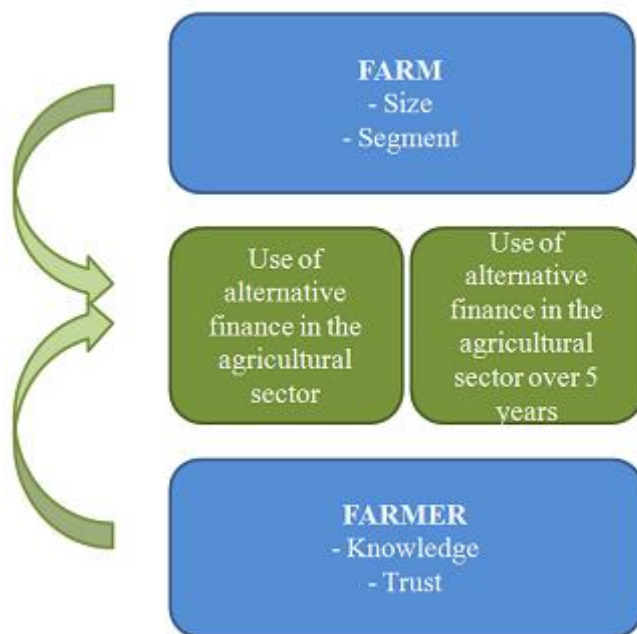 FARM
- Size
- Segment
Use of
alternative
finance in the
agricultural
sector
Use of
alternative
finance in the
agricultural
sector over 5
years
FARMER
- Knowledge
- Trust